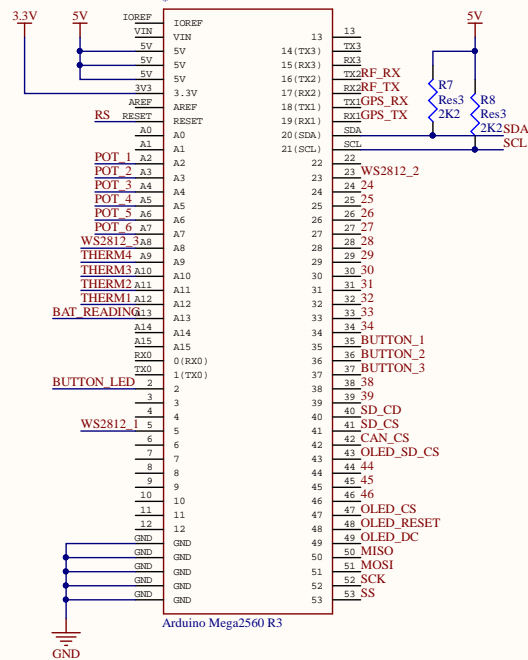 3.3V 5V 5V
IOREF IOREF
VIN VIN 13 13
5V 5V 14(TX3) TX3
5V 5V 15(RX3) RX3
5V 5V 16(TX2) TX2 RF_RX
3V3 3.3V 17(RX2) RX2 RF_TX
AREF AREF 18(TX1) TX1 GPS_RX
RS RESET RESET 19(RX1) RX1 GPS_TX
A0 A0 20(SDA) SDA SDA
A1 A1 21(SCL) SCL SCL
R7
Res3
2K2
R8
Res3
2K2
POT_1 A2 A2 22 22
POT_2 A3 A3 23 23 WS2812_2
POT_3 A4 A4 24 24 24
POT_4 A5 A5 25 25 25
POT_5 A6 A6 26 26 26
POT_6 A7 A7 27 27 27
WS2812_3 A8 A8 28 28 28
THERM4 A9 A9 29 29 29
THERM3 A10 A10 30 30 30
THERM2 A11 A11 31 31 31
THERM1 A12 A12 32 32 32
BAT_READING A13 A13 33 33 33
A14 A14 34 34 34
A15 A15 35 35 BUTTON_1
RX0 0(RX0) 36 36 BUTTON_2
TX0 1(TX0) 37 37 BUTTON_3
BUTTON_LED 2 2 38 38 38
3 3 39 39 39
4 4 40 40 SD_CD
WS2812_1 5 5 41 41 SD_CS
6 6 42 42 CAN_CS
7 7 43 43 OLED_SD_CS
8 8 44 44 44
9 9 45 45 45
10 10 46 46 46
11 11 47 47 OLED_CS
12 12 48 48 OLED_RESET
GND GND 49 49 OLED_DC
GND GND 50 50 MISO
GND GND 51 51 MOSI
GND GND 52 52 SCK
GND GND 53 53 SS
Arduino Mega2560 R3
GND